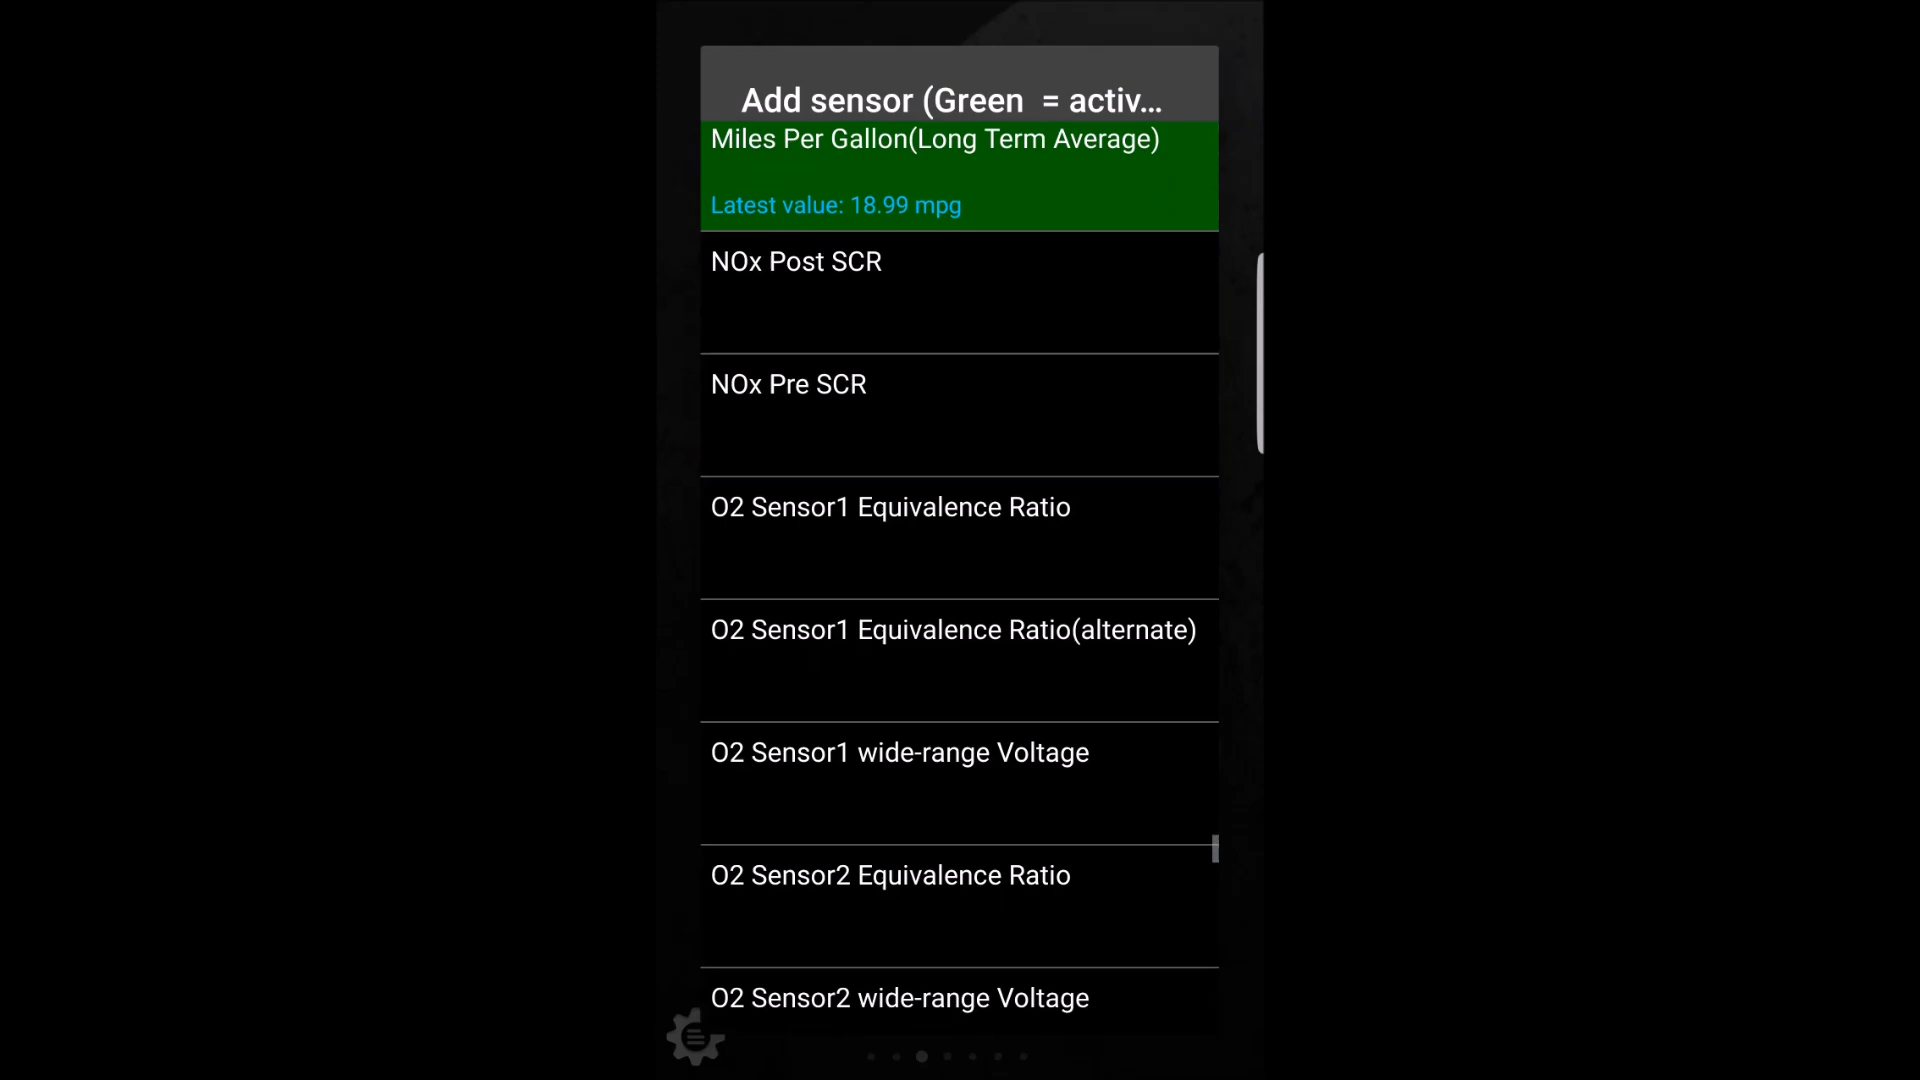 Add sensor (Green  = activ...
Miles Per Gallon(Long Term Average)
Latest value: 18.99 mpg
NOx Post SCR
NOx Pre SCR
O2 Sensor1 Equivalence Ratio
O2 Sensor1 Equivalence Ratio(alternate)
O2 Sensor1 wide-range Voltage
O2 Sensor2 Equivalence Ratio
O2 Sensor2 wide-range Voltage